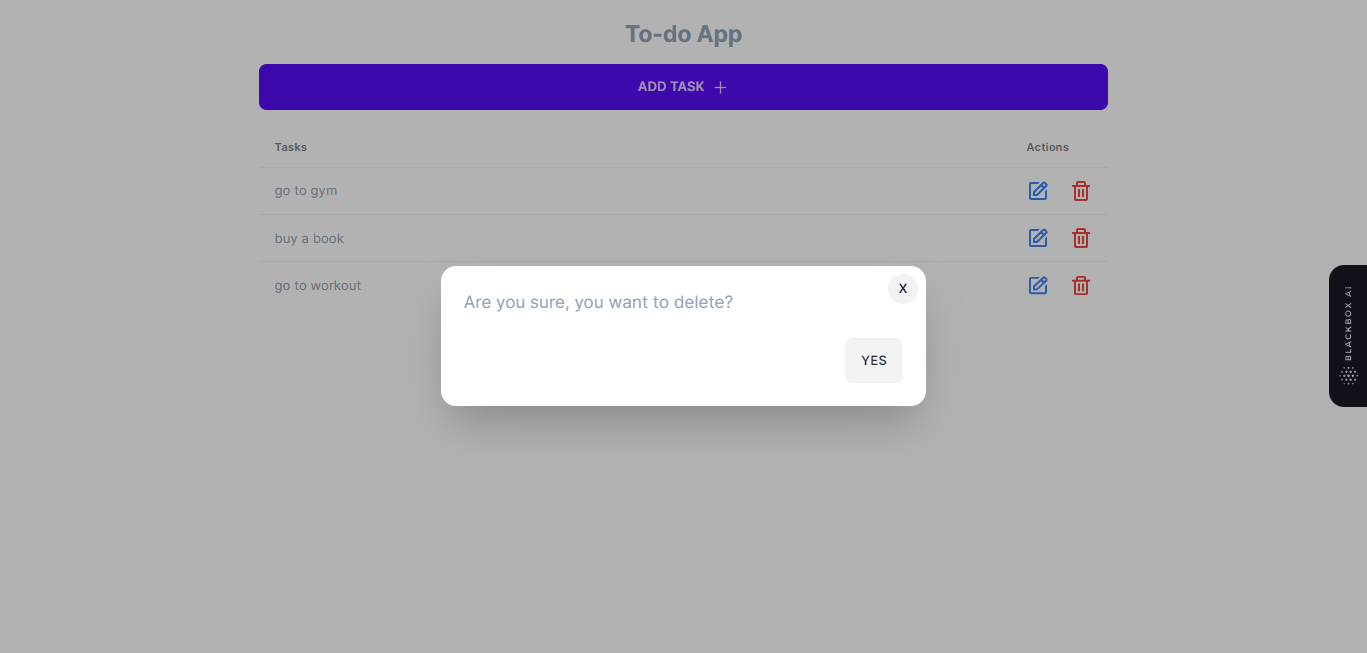 To-do App
ADD TASK +
Tasks Actions
go to gym
buy a book
go to workout
Are you sure, you want to delete? X
YES
BLACKBOX AI